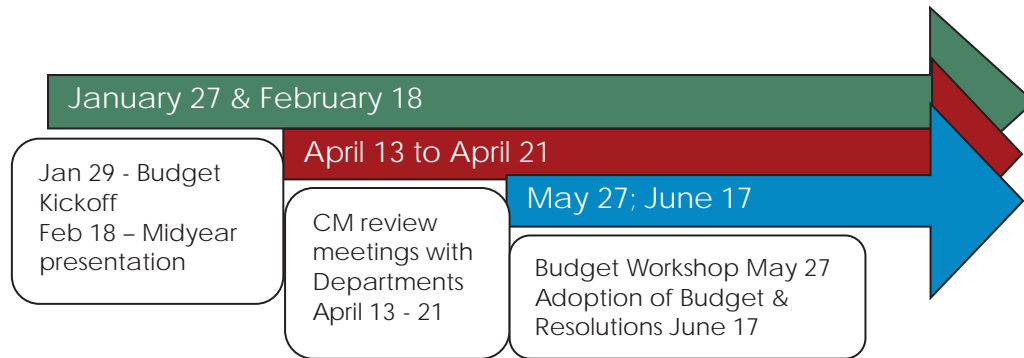 January 27 & February 18
Jan 29 - Budget
Kickoff
Feb 18 – Midyear
presentation
April 13 to April 21
CM review
meetings with
Departments
April 13 - 21
May 27; June 17
Budget Workshop May 27
Adoption of Budget &
Resolutions June 17